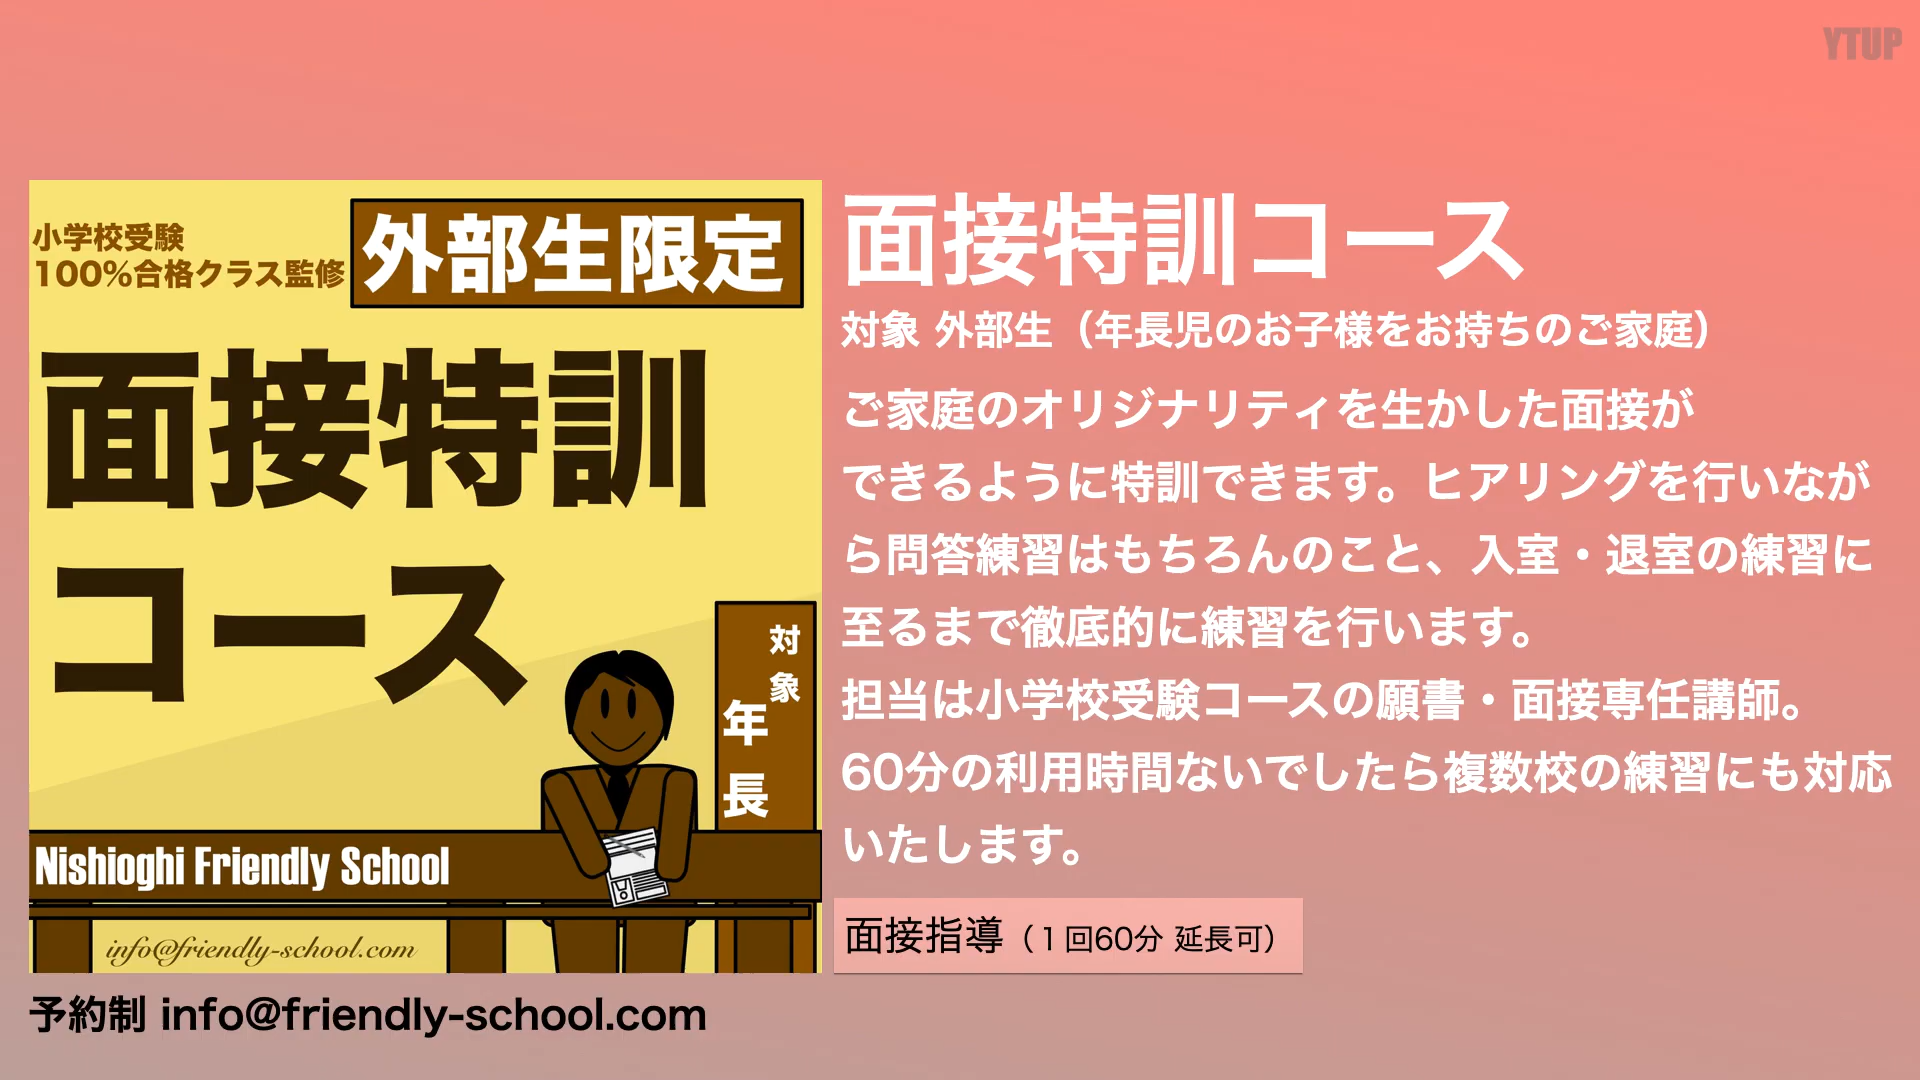 YTUP
小学校受験
100%合格クラス監修
外部生限定
面接特訓
コース
対象
年長
Nishioghi Friendly School
info@friendly-school.com
予約制 info@friendly-school.com
面接特訓コース
対象 外部生（年長児のお子様をお持ちのご家庭）
ご家庭のオリジナリティを生かした面接が
できるように特訓できます。ヒアリングを行いなが
ら問答練習はもちろんのこと、入室・退室の練習に
至るまで徹底的に練習を行います。
担当は小学校受験コースの願書・面接専任講師。
60分の利用時間ないでしたら複数校の練習にも対応
いたします。
面接指導（１回60分 延長可）